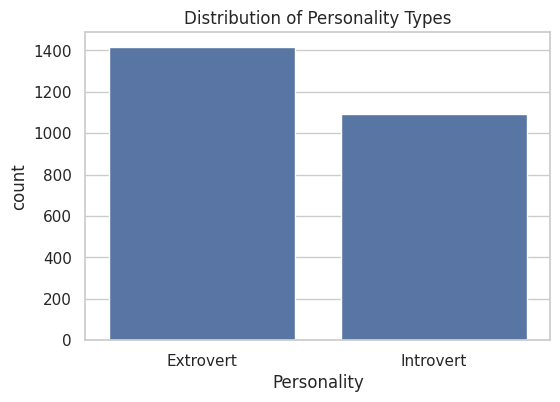 Distribution of Personality Types
1400
1200
1000
800
600
400
200
0
count
Extrovert Introvert
Personality